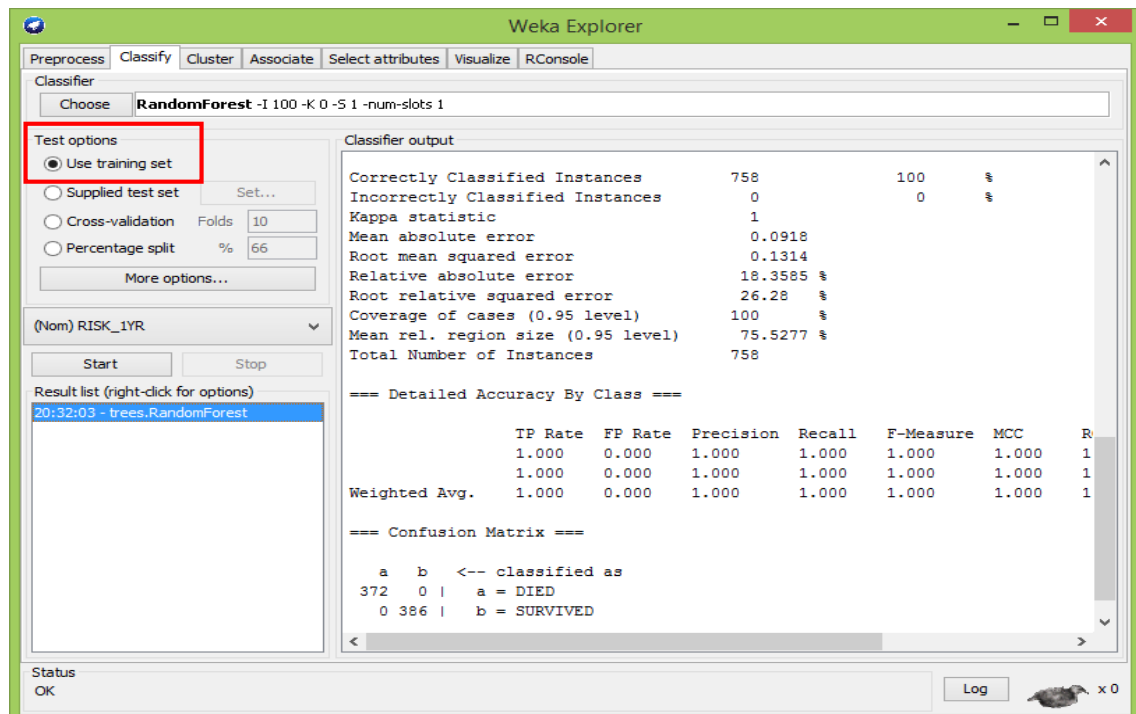 Weka Explorer
Preprocess Classify Cluster Associate Select attributes Visualize RConsole
Classifier
Choose RandomForest -I 100 -K 0 -S 1 -num-slots 1
Test options
Use training set
Supplied test set Set...
Cross-validation Folds 10
Percentage split % 66
More options...
(Nom) RISK_1YR
Start Stop
Result list (right-click for options)
20:32:03 - trees.RandomForest
Classifier output
Correctly Classified Instances 758 100 %
Incorrectly Classified Instances 0 0 %
Kappa statistic 1
Mean absolute error 0.0918
Root mean squared error 0.1314
Relative absolute error 18.3585 %
Root relative squared error 26.28 %
Coverage of cases (0.95 level) 100 %
Mean rel. region size (0.95 level) 75.5277 %
Total Number of Instances 758
=== Detailed Accuracy By Class ===
TP Rate FP Rate Precision Recall F-Measure MCC
1.000 0.000 1.000 1.000 1.000 1.000 1
1.000 0.000 1.000 1.000 1.000 1.000 1
Weighted Avg. 1.000 0.000 1.000 1.000 1.000 1.000 1
=== Confusion Matrix ===
a b <-- classified as
372 0 | a = DIED
0 386 | b = SURVIVED
Status
OK
Log x 0